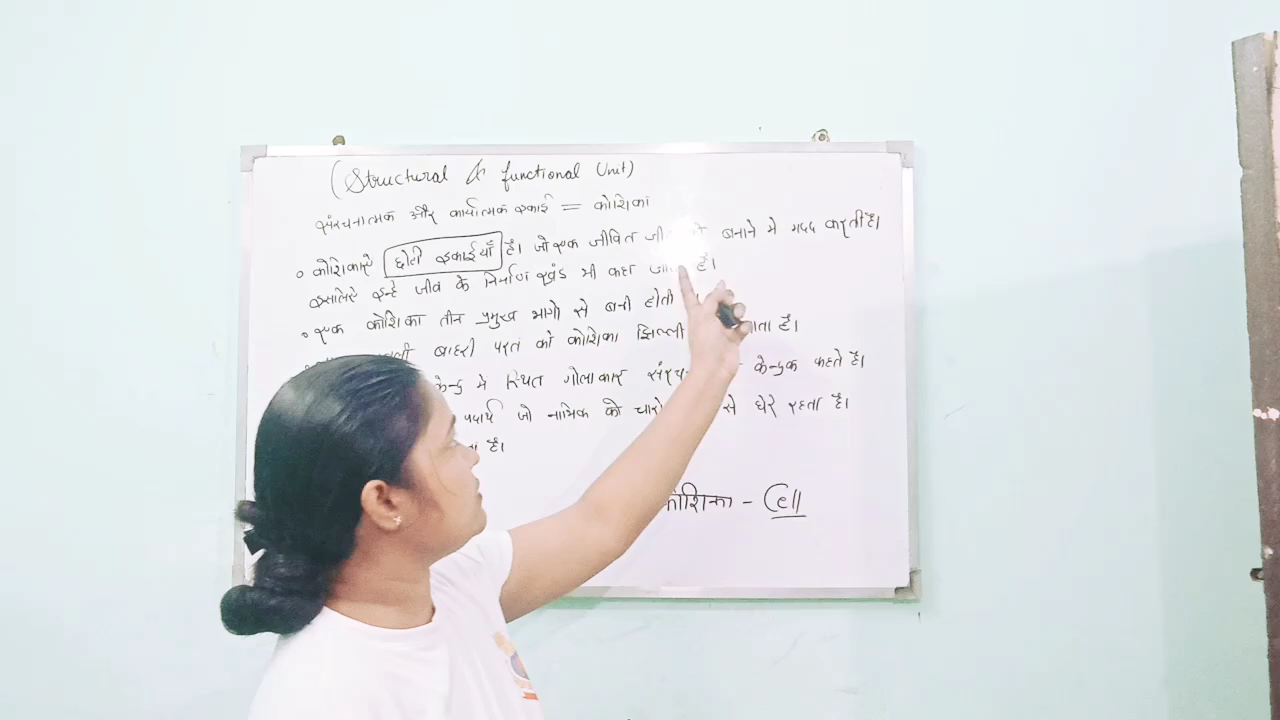 (Structural & functional Unit)
संरचनात्मक और कार्यात्मक इकाई = कोशिका
कोशिकाऐं छोटी इकाईयाँ हैं। जो एक जीवित बनाने मे मदद करती है।
इसलिऐ इन्हे जीव के निर्माण खंड भी कहा है।
एक कोशिका तीन प्रमुख भागो से बनी होती
बाहरी परत को कोशिका झिल्ली है।
केन्द्र में स्थित गोलाकार केन्द्रक कहते है।
पदार्थ जो नाभिक को से घेरे रहता है।
है।
कोशिका - Cell